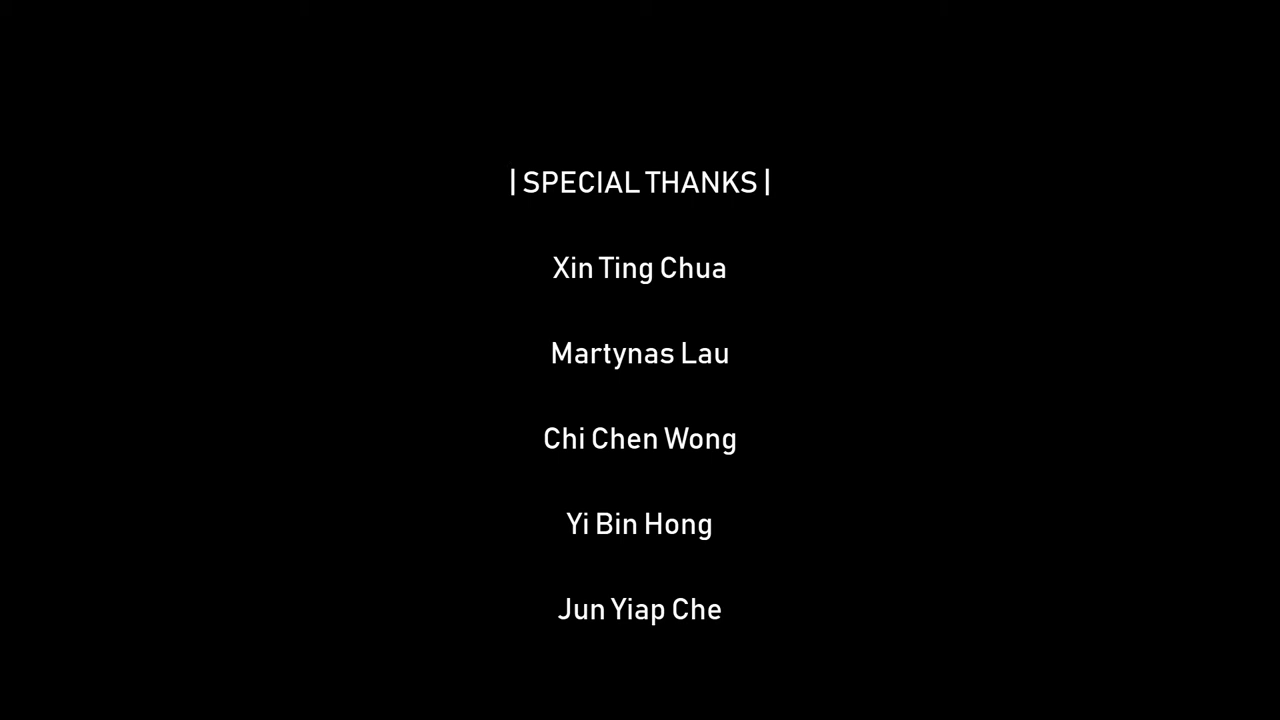 | SPECIAL THANKS |
Xin Ting Chua
Martynas Lau
Chi Chen Wong
Yi Bin Hong
Jun Yiap Che